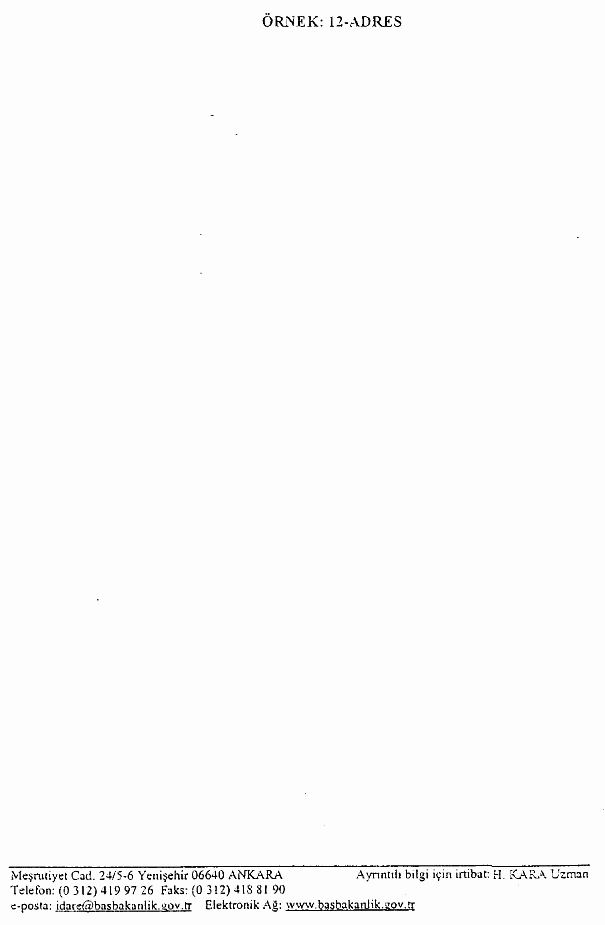 ÖRNEK: 12-ADRES
Meşrutiyet Cad. 24/5-6 Yenişehir 06640 ANKARA Ayrıntılı bilgi için irtibat: H. KARA Uzman
Telefon: (0 312) 419 97 26 Faks: (0 312) 418 81 90
e-posta: idare@basbakanlik.gov.tr Elektronik Ağ: www.basbakanlik.gov.tr